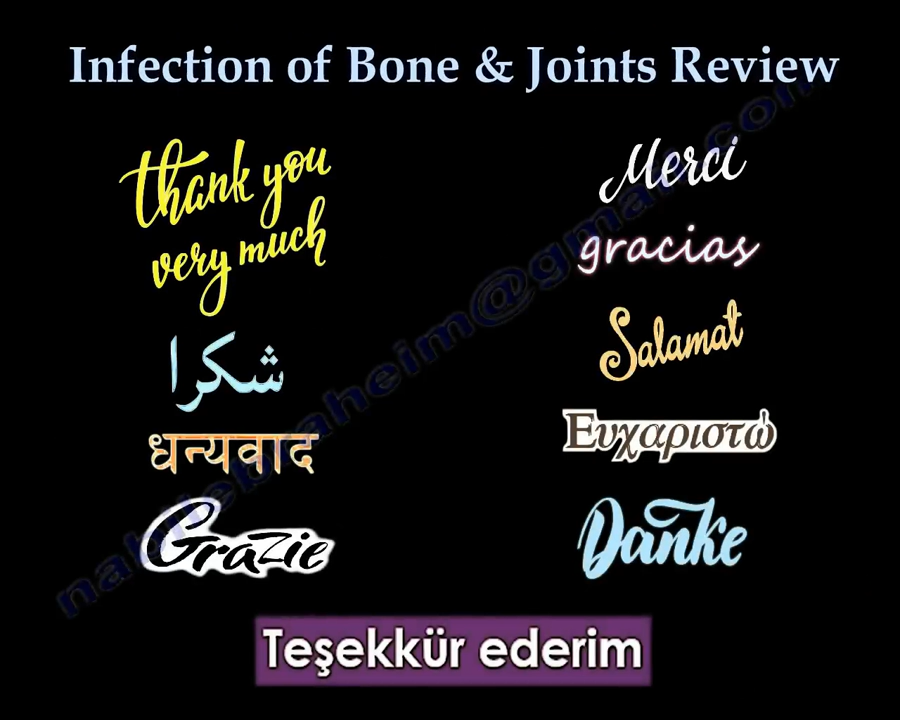 Infection of Bone & Joints Review
thank you
very much
شكرا
धन्यवाद
Grazie
Merci
gracias
Salamat
Ευχαριστώ
Danke
Teşekkür ederim